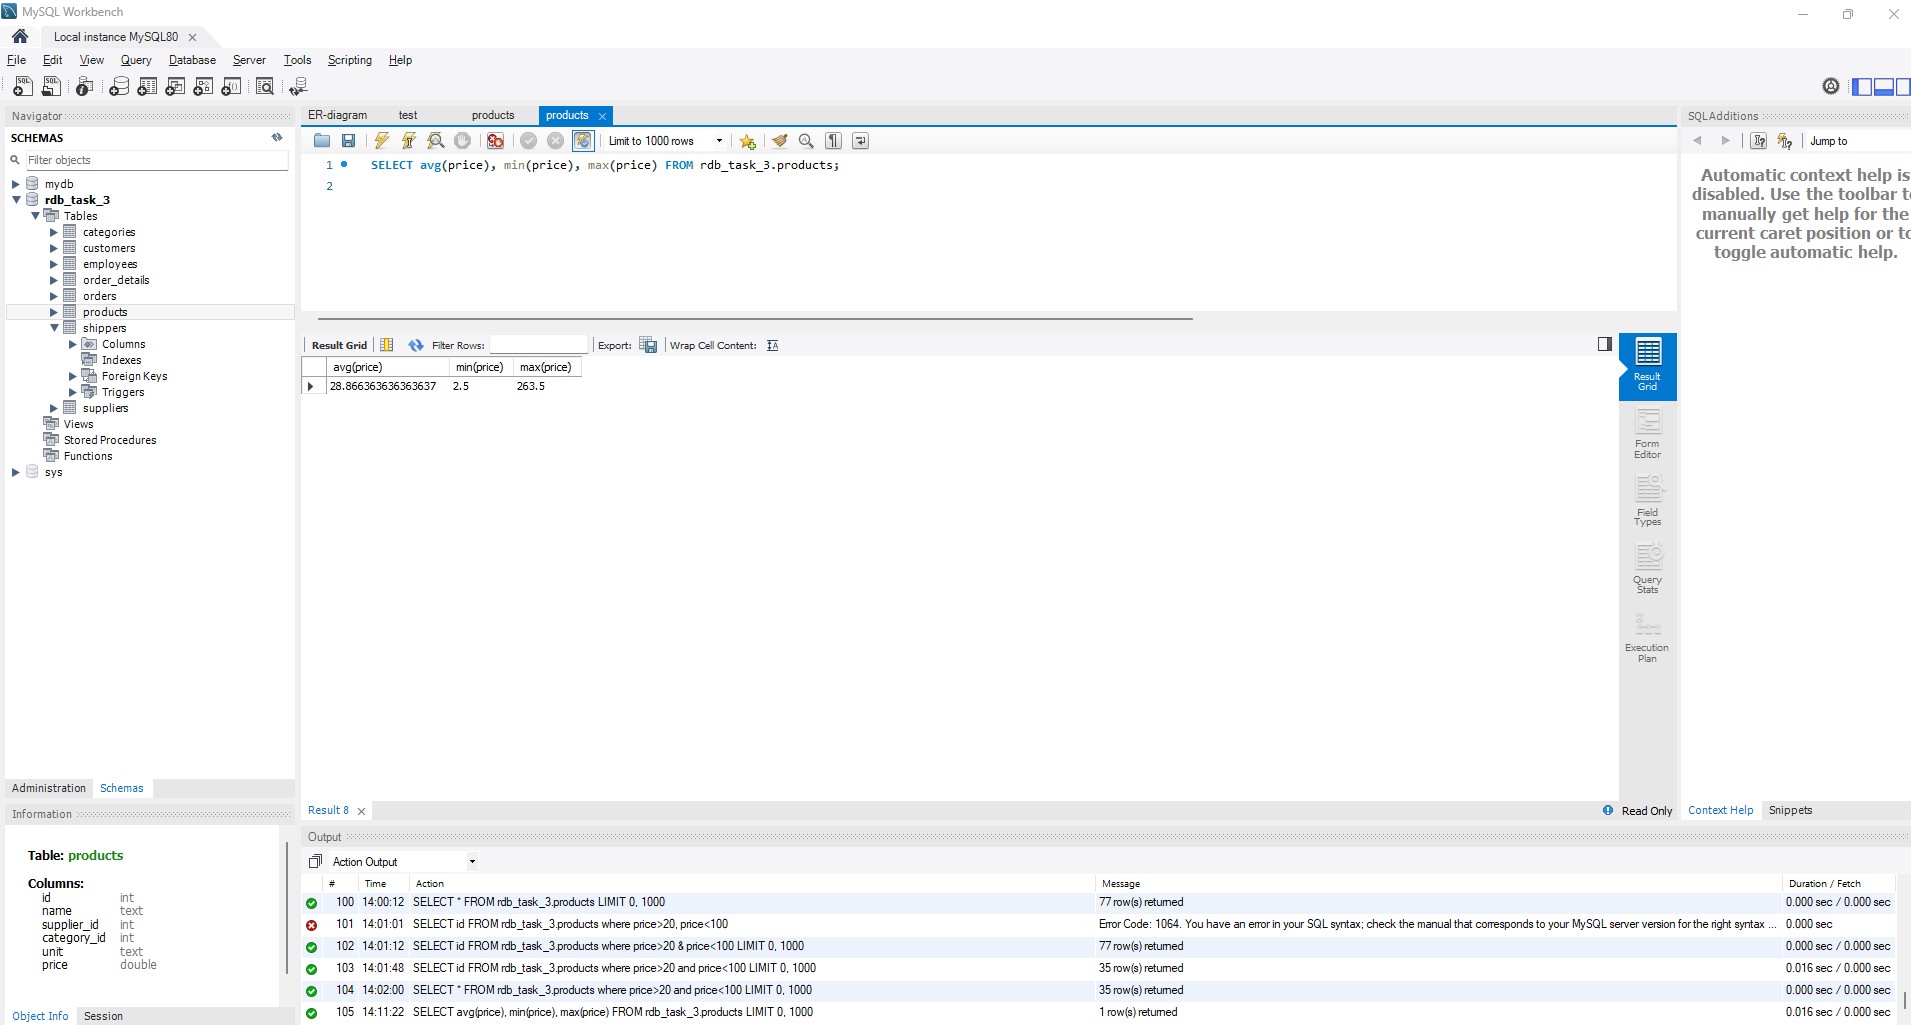 MySQL Workbench
Local instance MySQL80
File Edit View Query Database Server Tools Scripting Help
Navigator
SCHEMAS
Filter objects
mydb
rdb_task_3
Tables
categories
customers
employees
order_details
orders
products
shippers
Columns
Indexes
Foreign Keys
Triggers
suppliers
Views
Stored Procedures
Functions
sys
Administration Schemas
Information
Table: products
Columns:
id int
name text
supplier_id int
category_id int
unit text
price double
Object Info Session
ER-diagram test products products
Limit to 1000 rows
1 SELECT avg(price), min(price), max(price) FROM rdb_task_3.products;
2
Result Grid Filter Rows: Export: Wrap Cell Content:
avg(price) min(price) max(price)
28.866363636363637 2.5 263.5
Result Grid
Form Editor
Field Types
Query Stats
Execution Plan
Result 8 Read Only
SQLAdditions
Jump to
Automatic context help is
disabled. Use the toolbar to
manually get help for the
current caret position or to
toggle automatic help.
Context Help Snippets
Output
Action Output
# Time Action Message Duration / Fetch
100 14:00:12 SELECT * FROM rdb_task_3.products LIMIT 0, 1000 77 row(s) returned 0.000 sec / 0.000 sec
101 14:01:01 SELECT id FROM rdb_task_3.products where price>20, price<100 Error Code: 1064. You have an error in your SQL syntax; check the manual that corresponds to your MySQL server version for the right syntax ... 0.000 sec
102 14:01:12 SELECT id FROM rdb_task_3.products where price>20 & price<100 LIMIT 0, 1000 77 row(s) returned 0.000 sec / 0.000 sec
103 14:01:48 SELECT id FROM rdb_task_3.products where price>20 and price<100 LIMIT 0, 1000 35 row(s) returned 0.016 sec / 0.000 sec
104 14:02:00 SELECT * FROM rdb_task_3.products where price>20 and price<100 LIMIT 0, 1000 35 row(s) returned 0.000 sec / 0.000 sec
105 14:11:22 SELECT avg(price), min(price), max(price) FROM rdb_task_3.products LIMIT 0, 1000 1 row(s) returned 0.016 sec / 0.000 sec